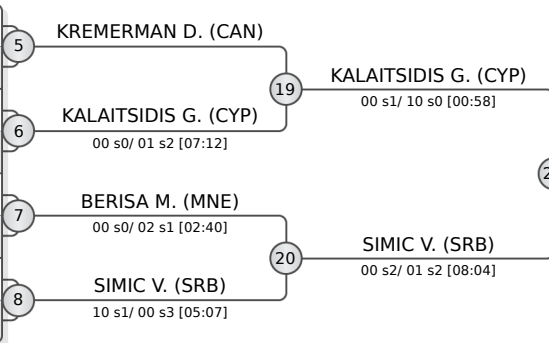 KREMERMAN D. (CAN)
5
19
KALAITSIDIS G. (CYP)
00 s1/ 10 s0 [00:58]
KALAITSIDIS G. (CYP)
6
00 s0/ 01 s2 [07:12]
BERISA M. (MNE)
7
00 s0/ 02 s1 [02:40]
20
SIMIC V. (SRB)
00 s2/ 01 s2 [08:04]
SIMIC V. (SRB)
8
10 s1/ 00 s3 [05:07]